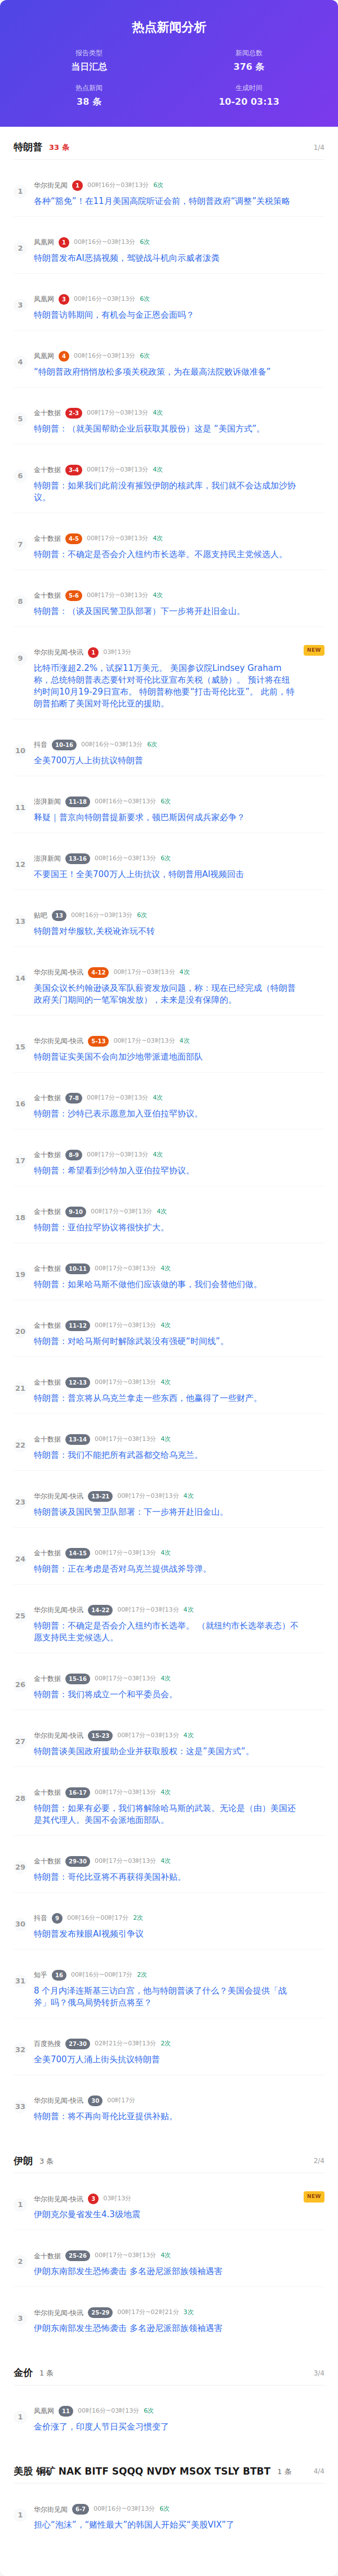 热点新闻分析
报告类型
新闻总数
当日汇总
376 条
热点新闻
生成时间
38 条
10-20 03:13
特朗普 33 条 1/4
1
华尔街见闻 1 00时16分~03时13分 6次
各种“豁免”！在11月美国高院听证会前，特朗普政府“调整”关税策略
2
凤凰网 1 00时16分~03时13分 6次
特朗普发布AI恶搞视频，驾驶战斗机向示威者泼粪
3
凤凰网 3 00时16分~03时13分 6次
特朗普访韩期间，有机会与金正恩会面吗？
4
凤凰网 4 00时16分~03时13分 6次
“特朗普政府悄悄放松多项关税政策，为在最高法院败诉做准备”
5
金十数据 2-3 00时17分~03时13分 4次
特朗普：（就美国帮助企业后获取其股份）这是 “美国方式”。
6
金十数据 3-4 00时17分~03时13分 4次
特朗普：如果我们此前没有摧毁伊朗的核武库，我们就不会达成加沙协
议。
7
金十数据 4-5 00时17分~03时13分 4次
特朗普：不确定是否会介入纽约市长选举。不愿支持民主党候选人。
8
金十数据 5-6 00时17分~03时13分 4次
特朗普：（谈及国民警卫队部署）下一步将开赴旧金山。
9
华尔街见闻-快讯 1 03时13分 NEW
比特币涨超2.2%，试探11万美元。 美国参议院Lindsey Graham
称，总统特朗普表态要针对哥伦比亚宣布关税（威胁）。 预计将在纽
约时间10月19-29日宣布。 特朗普称他要“打击哥伦比亚”。 此前，特
朗普掐断了美国对哥伦比亚的援助。
10
抖音 10-16 00时16分~03时13分 6次
全美700万人上街抗议特朗普
11
澎湃新闻 11-18 00时16分~03时13分 6次
释疑｜普京向特朗普提新要求，顿巴斯因何成兵家必争？
12
澎湃新闻 13-16 00时16分~03时13分 6次
不要国王！全美700万人上街抗议，特朗普用AI视频回击
13
贴吧 13 00时16分~03时13分 6次
特朗普对华服软,关税讹诈玩不转
14
华尔街见闻-快讯 4-12 00时17分~03时13分 4次
美国众议长约翰逊谈及军队薪资发放问题，称：现在已经完成（特朗普
政府关门期间的一笔军饷发放），未来是没有保障的。
15
华尔街见闻-快讯 5-13 00时17分~03时13分 4次
特朗普证实美国不会向加沙地带派遣地面部队
16
金十数据 7-8 00时17分~03时13分 4次
特朗普：沙特已表示愿意加入亚伯拉罕协议。
17
金十数据 8-9 00时17分~03时13分 4次
特朗普：希望看到沙特加入亚伯拉罕协议。
18
金十数据 9-10 00时17分~03时13分 4次
特朗普：亚伯拉罕协议将很快扩大。
19
金十数据 10-11 00时17分~03时13分 4次
特朗普：如果哈马斯不做他们应该做的事，我们会替他们做。
20
金十数据 11-12 00时17分~03时13分 4次
特朗普：对哈马斯何时解除武装没有强硬“时间线”。
21
金十数据 12-13 00时17分~03时13分 4次
特朗普：普京将从乌克兰拿走一些东西，他赢得了一些财产。
22
金十数据 13-14 00时17分~03时13分 4次
特朗普：我们不能把所有武器都交给乌克兰。
23
华尔街见闻-快讯 13-21 00时17分~03时13分 4次
特朗普谈及国民警卫队部署：下一步将开赴旧金山。
24
金十数据 14-15 00时17分~03时13分 4次
特朗普：正在考虑是否对乌克兰提供战斧导弹。
25
华尔街见闻-快讯 14-22 00时17分~03时13分 4次
特朗普：不确定是否会介入纽约市长选举。 （就纽约市长选举表态）不
愿支持民主党候选人。
26
金十数据 15-16 00时17分~03时13分 4次
特朗普：我们将成立一个和平委员会。
27
华尔街见闻-快讯 15-23 00时17分~03时13分 4次
特朗普谈美国政府援助企业并获取股权：这是“美国方式”。
28
金十数据 16-17 00时17分~03时13分 4次
特朗普：如果有必要，我们将解除哈马斯的武装。无论是（由）美国还
是其代理人。美国不会派地面部队。
29
金十数据 29-30 00时17分~03时13分 4次
特朗普：哥伦比亚将不再获得美国补贴。
30
抖音 9 00时16分~00时17分 2次
特朗普发布辣眼AI视频引争议
31
知乎 16 00时16分~00时17分 2次
8 个月内泽连斯基三访白宫，他与特朗普谈了什么？美国会提供「战
斧」吗？俄乌局势转折点将至？
32
百度热搜 27-30 02时21分~03时13分 2次
全美700万人涌上街头抗议特朗普
33
华尔街见闻-快讯 30 00时17分
特朗普：将不再向哥伦比亚提供补贴。
伊朗 3 条 2/4
1
华尔街见闻-快讯 3 03时13分 NEW
伊朗克尔曼省发生4.3级地震
2
金十数据 25-26 00时17分~03时13分 4次
伊朗东南部发生恐怖袭击 多名逊尼派部族领袖遇害
3
华尔街见闻-快讯 25-29 00时17分~02时21分 3次
伊朗东南部发生恐怖袭击 多名逊尼派部族领袖遇害
金价 1 条 3/4
1
凤凰网 11 00时16分~03时13分 6次
金价涨了，印度人节日买金习惯变了
美股 铜矿 NAK BITF SQQQ NVDY MSOX TSLY BTBT 1 条 4/4
1
华尔街见闻 6-7 00时16分~03时13分 6次
担心“泡沫”，“赌性最大”的韩国人开始买“美股VIX”了